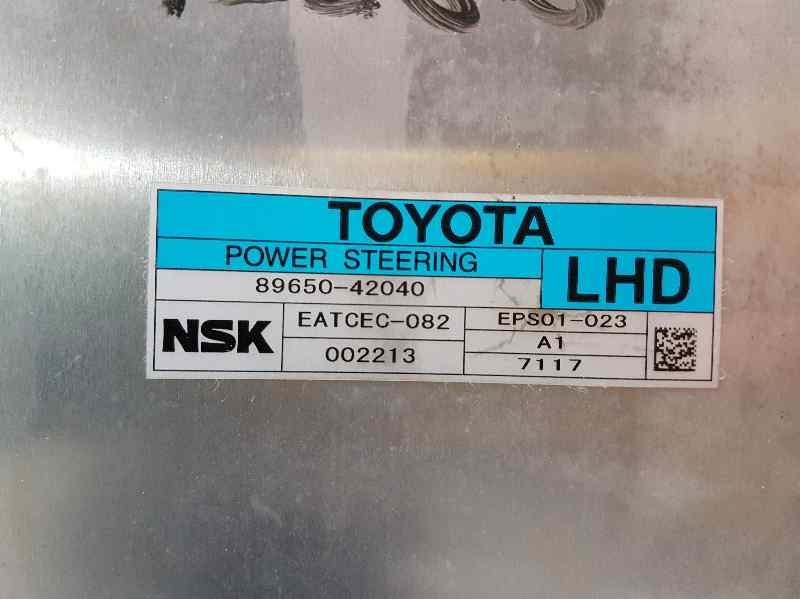 TOYOTA
POWER STEERING
LHD
89650-42040
NSK
EATCEC-082
002213
EPS01-023
A1
7117